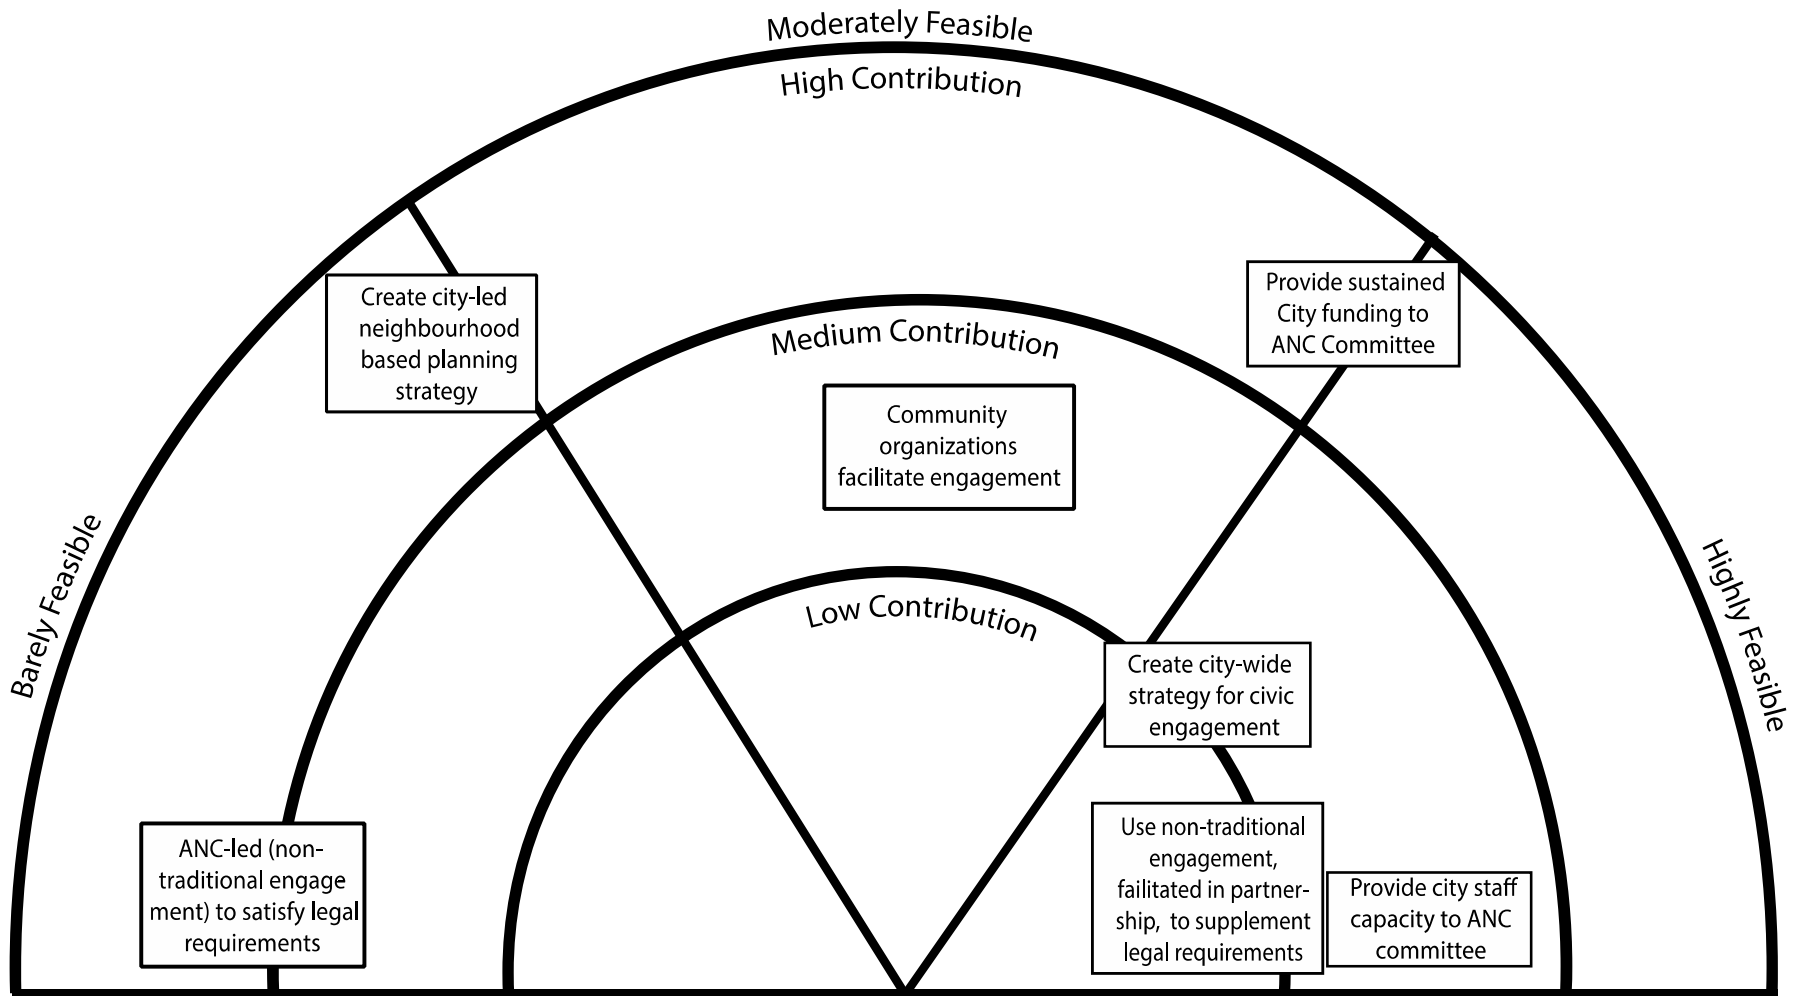 Moderately Feasible
High Contribution
Provide sustained
City funding to
ANC Committee
Create city-led
neighbourhood
based planning
strategy
Medium Contribution
Community
organizations
facilitate engagement
Barely Feasible
Highly Feasible
Low Contribution
Create city-wide
strategy for civic
engagement
ANC-led (non-
traditional engage-
ment) to satisfy legal
requirements
Use non-traditional
engagement,
failitated in partner-
ship, to supplement
legal requirements
Provide city staff
capacity to ANC
committee